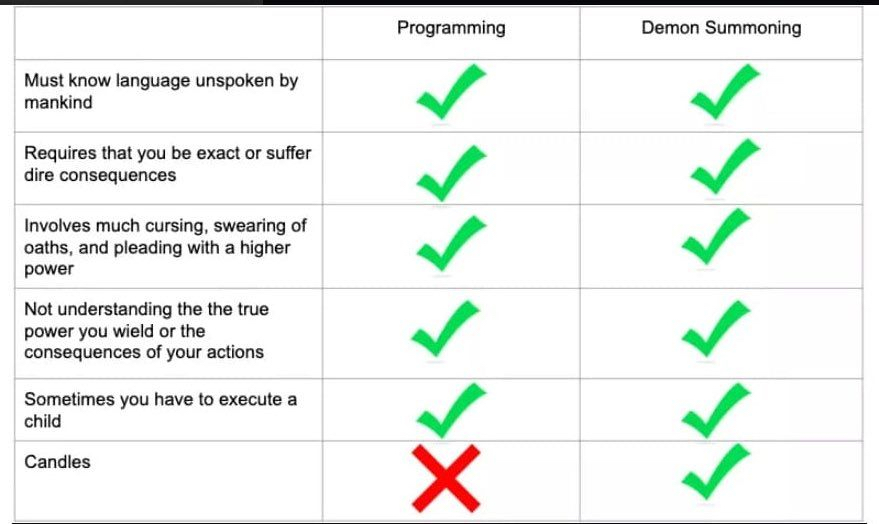 Programming
Demon Summoning
Must know language unspoken by
mankind
Requires that you be exact or suffer
dire consequences
Involves much cursing, swearing of
oaths, and pleading with a higher
power
Not understanding the the true
power you wield or the
consequences of your actions
Sometimes you have to execute a
child
Candles